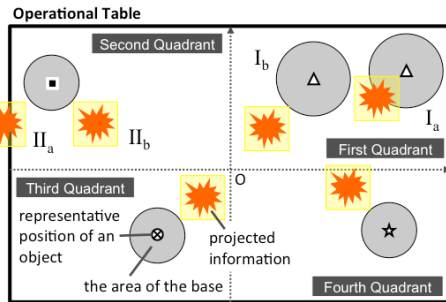 Operational Table
Second Quadrant
I_b
I_a
II_a
II_b
First Quadrant
O
Third Quadrant
representative
position of an
object
projected
information
the area of the base
Fourth Quadrant